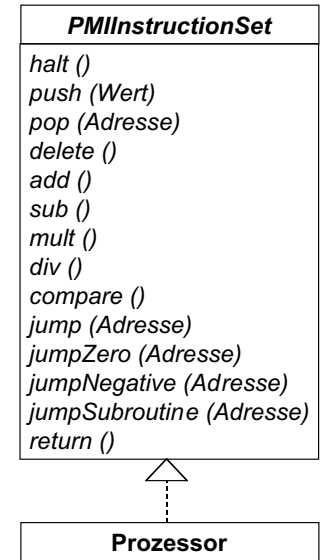 PMIInstructionSet
halt ()
push (Wert)
pop (Adresse)
delete ()
add ()
sub ()
mult ()
div ()
compare ()
jump (Adresse)
jumpZero (Adresse)
jumpNegative (Adresse)
jumpSubroutine (Adresse)
return ()
Prozessor